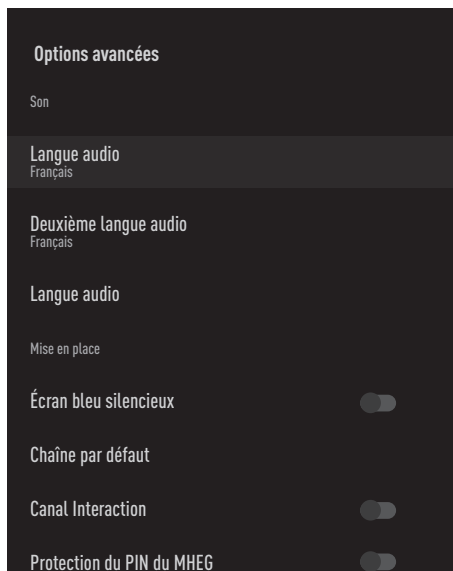 Options avancées
Son
Langue audio
Français
Deuxième langue audio
Français
Langue audio
Mise en place
Écran bleu silencieux
Chaîne par défaut
Canal Interaction
Protection du PIN du MHEG